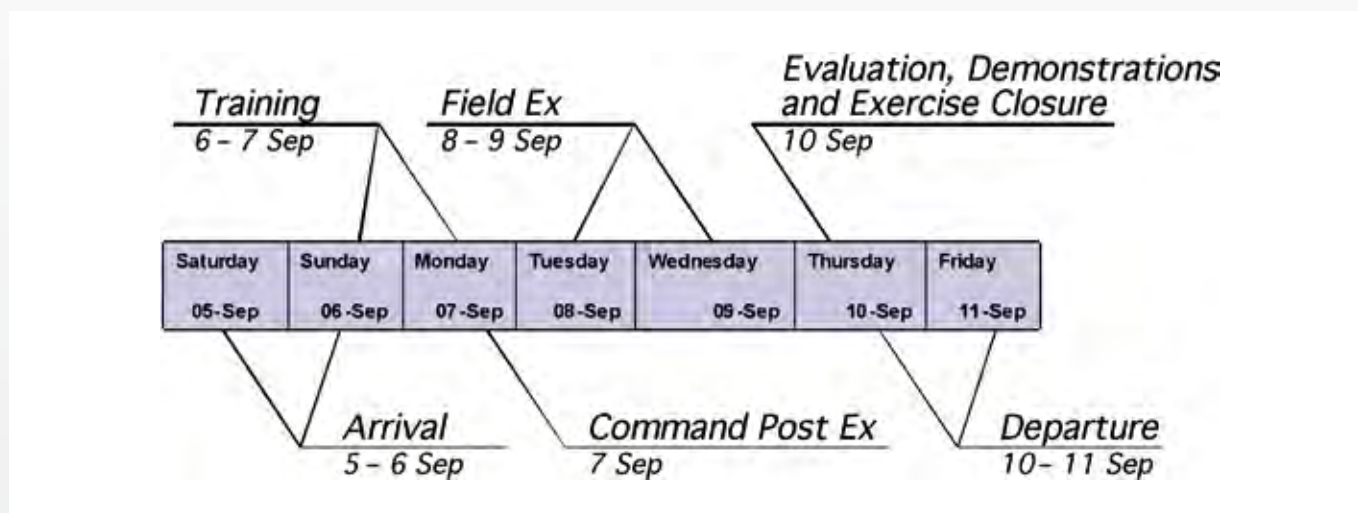 Evaluation, Demonstrations
Training Field Ex and Exercise Closure
6 – 7 Sep 8 – 9 Sep 10 Sep
Saturday Sunday Monday Tuesday Wednesday Thursday Friday
05-Sep 06-Sep 07-Sep 08-Sep 09-Sep 10-Sep 11-Sep
Arrival Command Post Ex Departure
5 – 6 Sep 7 Sep 10– 11 Sep